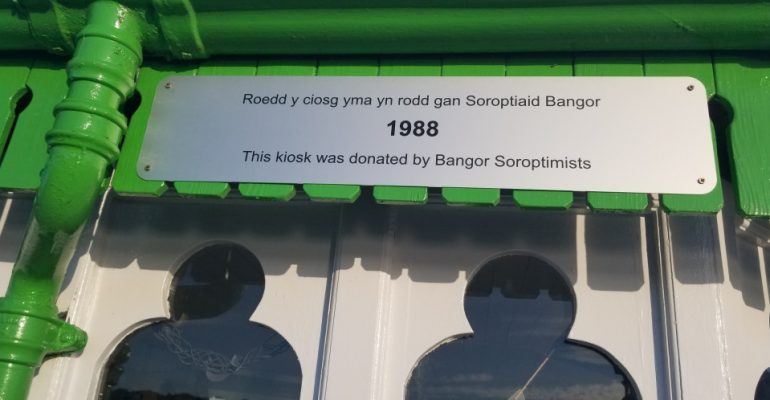 Roedd y ciosg yma yn rodd gan Soroptiaid Bangor
1988
This kiosk was donated by Bangor Soroptimists